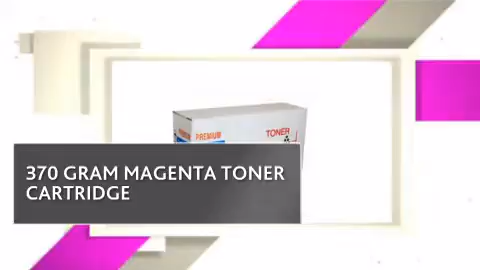 PREMIUM
TONER
370 GRAM MAGENTA TONER
CARTRIDGE